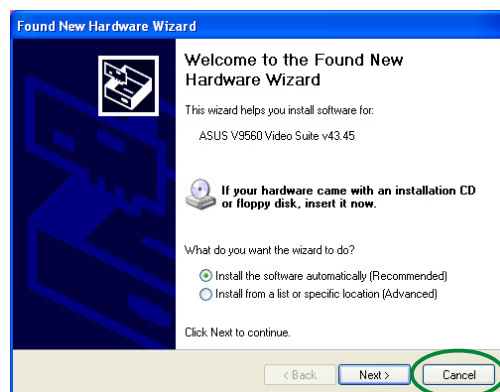 Found New Hardware Wizard
Welcome to the Found New
Hardware Wizard
This wizard helps you install software for:
ASUS V9560 Video Suite v43.45
If your hardware came with an installation CD
or floppy disk, insert it now.
What do you want the wizard to do?
Install the software automatically (Recommended)
Install from a list or specific location (Advanced)
Click Next to continue.
< Back Next > Cancel